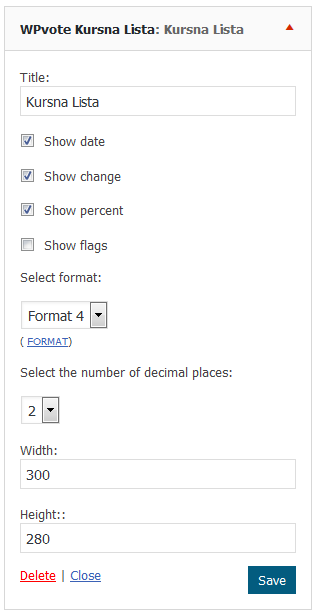 WPvote Kursna Lista: Kursna Lista
Title:
Kursna Lista
Show date
Show change
Show percent
Show flags
Select format:
Format 4
( FORMAT)
Select the number of decimal places:
2
Width:
300
Height::
280
Delete | Close
Save